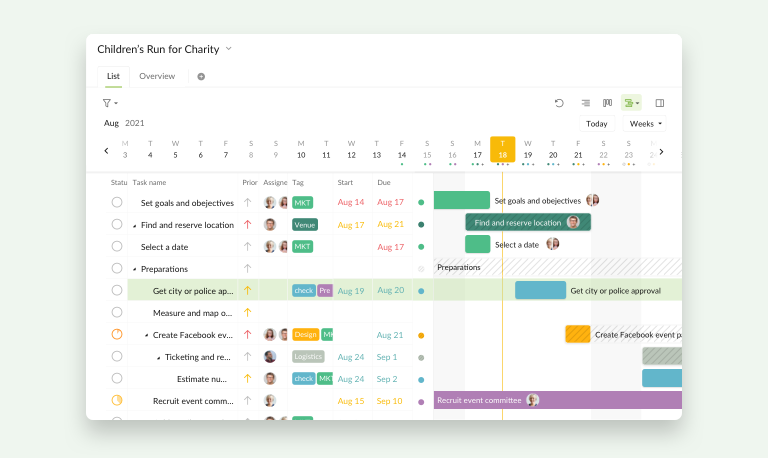 Children's Run for Charity
List Overview
Aug 2021
Today Weeks
M T W T F S S M T W T F S S M T W T F S S M
3 4 5 6 7 8 9 10 11 12 13 14 15 16 17 18 19 20 21 22 23
Statu Task name Prior Assigne Tag Start Due
Set goals and obejectives MKT Aug 14 Aug 17 Set goals and obejectives
Find and reserve location Venue Aug 17 Aug 21 Find and reserve location
Select a date MKT Aug 17 Select a date
Preparations Preparations
Get city or police ap... check Pre Aug 19 Aug 20 Get city or police approval
Measure and map o...
Create Facebook ev... Design Aug 21 Create Facebook event pa
Ticketing and re... Logistics Aug 24 Sep 1
Estimate nu... check MKT Aug 24 Sep 2
Recruit event comm... Aug 15 Sep 10 Recruit event committee